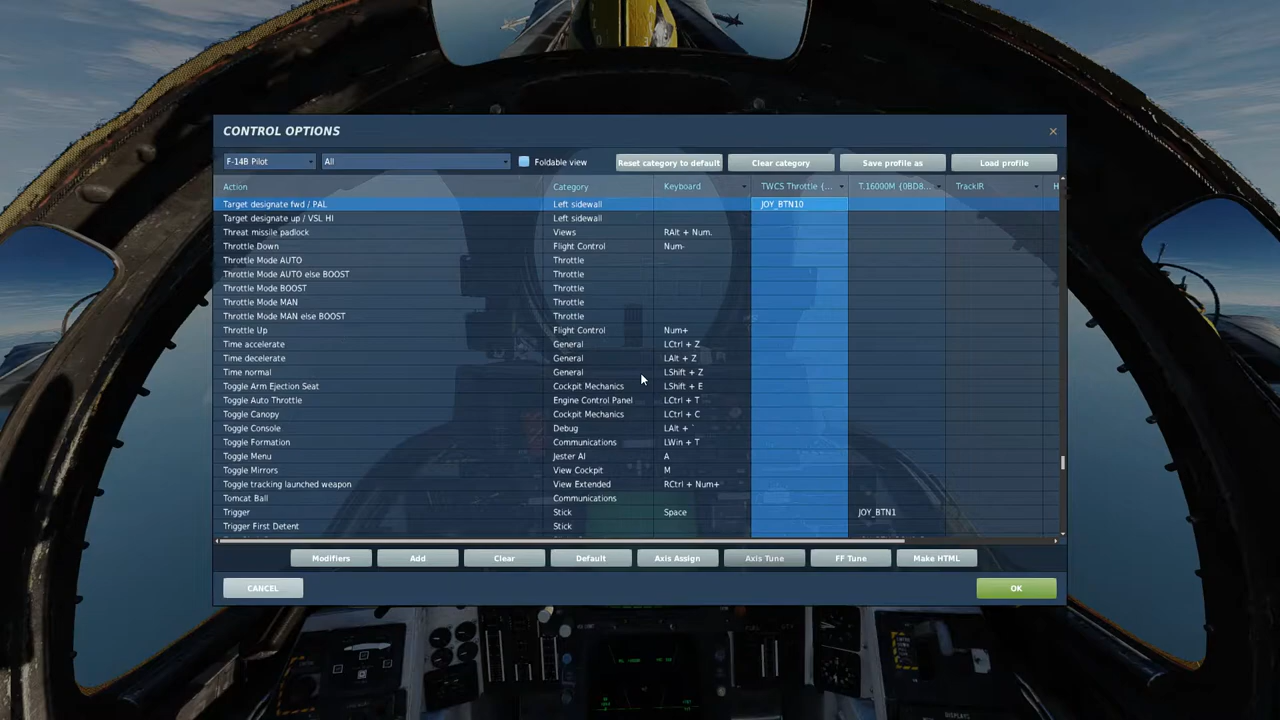 CONTROL OPTIONS ×
F-14B Pilot All Foldable view Reset category to default Clear category Save profile as Load profile
Action Category Keyboard TWCS Throttle {... T.16000M {0BD8... TrackIR H
Target designate fwd / PAL Left sidewall JOY_BTN10
Target designate up / VSL HI Left sidewall
Threat missile padlock Views RAlt + Num.
Throttle Down Flight Control Num-
Throttle Mode AUTO Throttle
Throttle Mode AUTO else BOOST Throttle
Throttle Mode BOOST Throttle
Throttle Mode MAN Throttle
Throttle Mode MAN else BOOST Throttle
Throttle Up Flight Control Num+
Time accelerate General LCtrl + Z
Time decelerate General LAlt + Z
Time normal General LShift + Z
Toggle Arm Ejection Seat Cockpit Mechanics LShift + E
Toggle Auto Throttle Engine Control Panel LCtrl + T
Toggle Canopy Cockpit Mechanics LCtrl + C
Toggle Console Debug LAlt + `
Toggle Formation Communications LWin + T
Toggle Menu Jester AI A
Toggle Mirrors View Cockpit M
Toggle tracking launched weapon View Extended RCtrl + Num+
Tomcat Ball Communications
Trigger Stick Space JOY_BTN1
Trigger First Detent Stick
Modifiers Add Clear Default Axis Assign Axis Tune FF Tune Make HTML
CANCEL OK